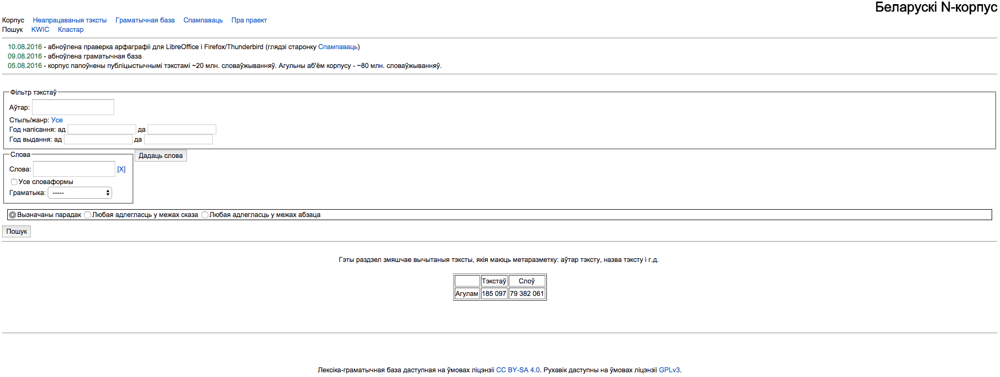 Беларускі N-корпус
Корпус Неапрацаваныя тэксты Граматычная база Спампаваць Пра праект
Пошук KWIC Кластар
10.08.2016 - абноўлена праверка арфаграфіі для LibreOffice і Firefox/Thunderbird (глядзі старонку Спампаваць)
09.08.2016 - абноўлена граматычная база
05.08.2016 - корпус папоўнены публіцыстычнымі тэкстамі ~20 млн. словаўжыванняў. Агульны аб'ём корпусу - ~80 млн. словаўжыванняў.
Фільтр тэкстаў
Аўтар:
Стыль/жанр: Усе
Год напісання: ад да
Год выдання: ад да
Слова Дадаць слова
Слова: [X]
Усе словаформы
Граматыка: -----
Вызначаны парадак Любая адлегласць у межах сказа Любая адлегласць у межах абзаца
Пошук
Гэты раздзел змяшчае вычытаныя тэксты, якія маюць метаразметку: аўтар тэксту, назва тэксту і г.д.
Тэкстаў Слоў
Агулам 185 097 79 382 061
Лексіка-граматычная база даступная на ўмовах ліцэнзіі CC BY-SA 4.0. Рухавік даступны на ўмовах ліцэнзіі GPLv3.